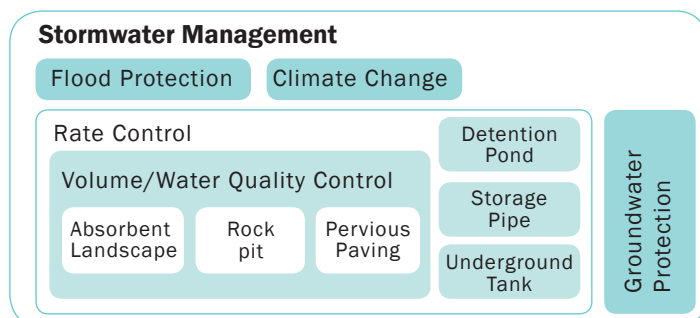 Stormwater Management
Flood Protection
Climate Change
Rate Control
Volume/Water Quality Control
Absorbent
Landscape
Rock
pit
Pervious
Paving
Detention
Pond
Storage
Pipe
Underground
Tank
Groundwater
Protection